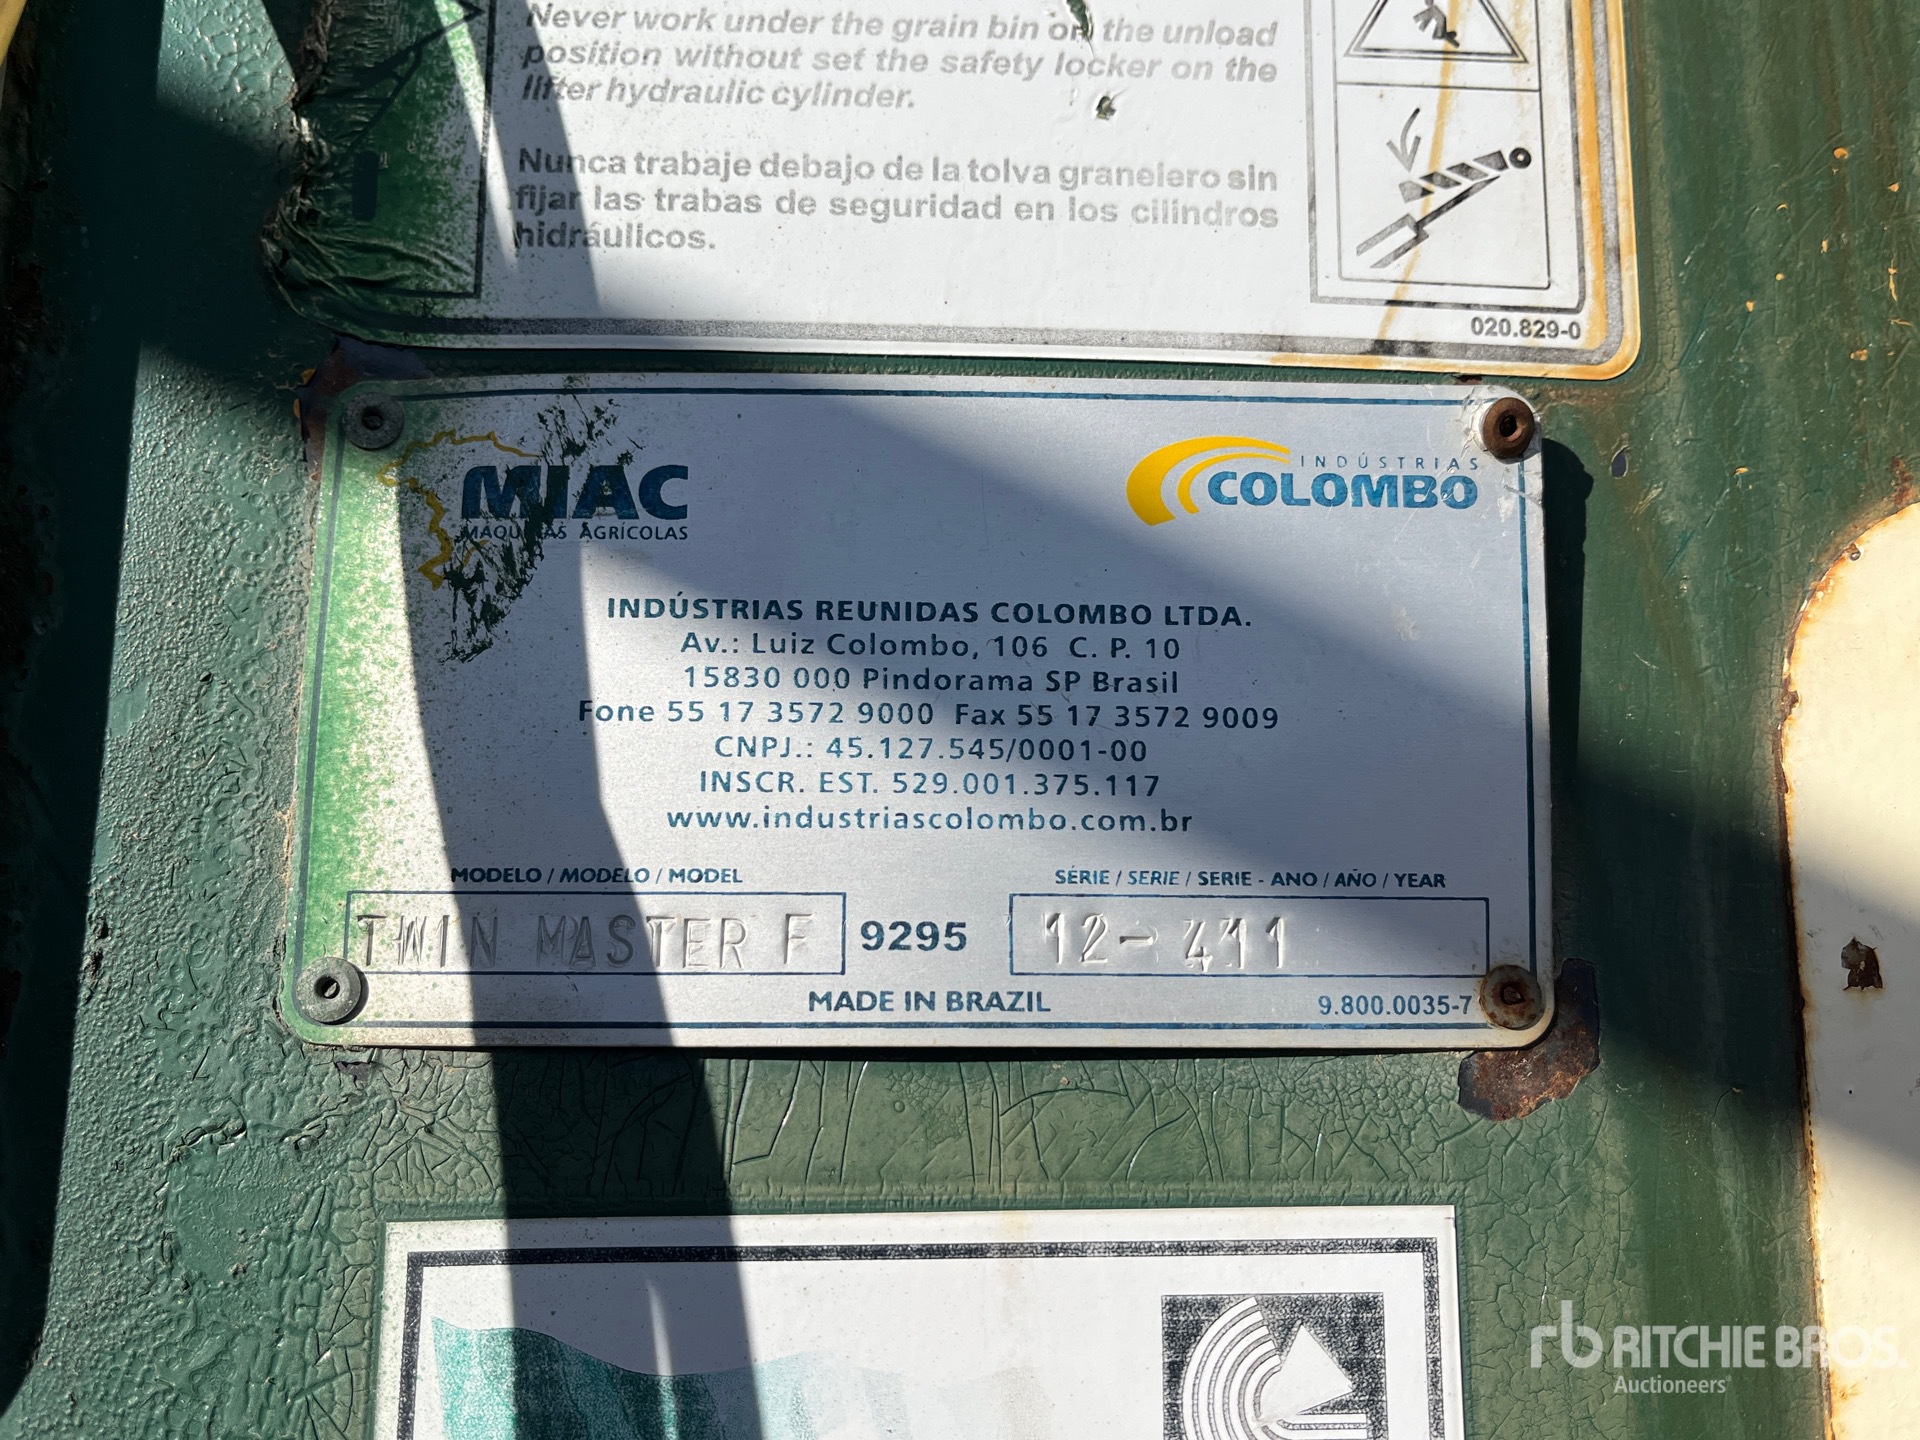 Never work under the grain bin on the unload
position without set the safety locker on the
lifter hydraulic cylinder.
Nunca trabaje debajo de la tolva granelero sin
fijar las trabas de seguridad en los cilindros
hidráulicos.
020.829-0
MIAC
MÁQUINAS AGRÍCOLAS
INDÚSTRIAS
COLOMBO
INDÚSTRIAS REUNIDAS COLOMBO LTDA.
Av.: Luiz Colombo, 106 C. P. 10
15830 000 Pindorama SP Brasil
Fone 55 17 3572 9000 Fax 55 17 3572 9009
CNPJ.: 45.127.545/0001-00
INSCR. EST. 529.001.375.117
www.industriascolombo.com.br
MODELO / MODELO / MODEL
SÉRIE / SERIE / SERIE - ANO / AÑO / YEAR
TWIN MASTER F 9295 12-411
MADE IN BRAZIL
9.800.0035-7
rb RITCHIE BROS.
Auctioneers